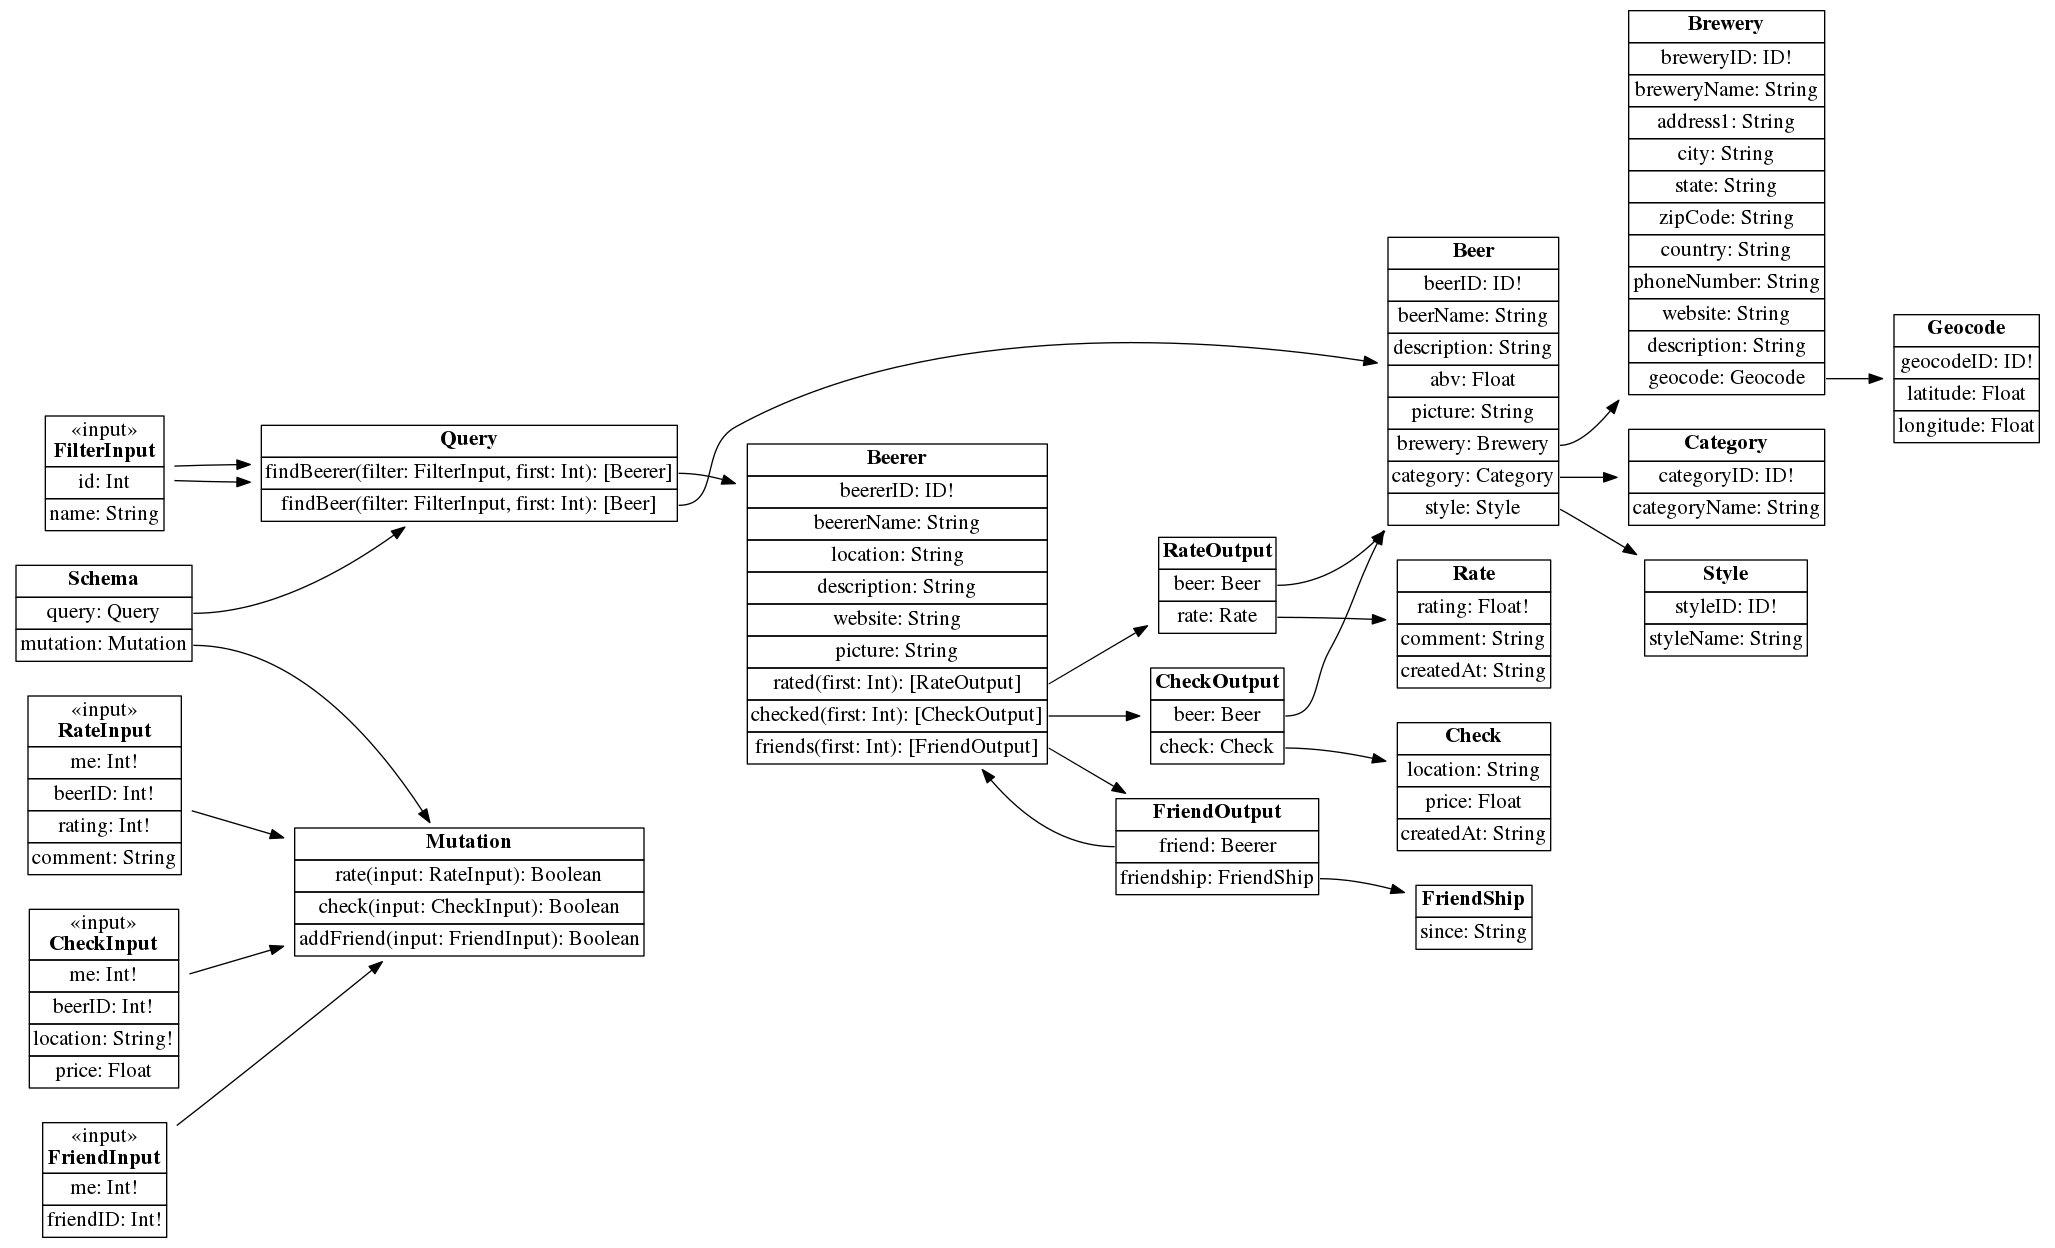 «input»
FilterInput
id: Int
name: String
Schema
query: Query
mutation: Mutation
«input»
RateInput
me: Int!
beerID: Int!
rating: Int!
comment: String
«input»
CheckInput
me: Int!
beerID: Int!
location: String!
price: Float
«input»
FriendInput
me: Int!
friendID: Int!
Query
findBeerer(filter: FilterInput, first: Int): [Beerer]
findBeer(filter: FilterInput, first: Int): [Beer]
Mutation
rate(input: RateInput): Boolean
check(input: CheckInput): Boolean
addFriend(input: FriendInput): Boolean
Beerer
beererID: ID!
beererName: String
location: String
description: String
website: String
picture: String
rated(first: Int): [RateOutput]
checked(first: Int): [CheckOutput]
friends(first: Int): [FriendOutput]
RateOutput
beer: Beer
rate: Rate
CheckOutput
beer: Beer
check: Check
FriendOutput
friend: Beerer
friendship: FriendShip
Beer
beerID: ID!
beerName: String
description: String
abv: Float
picture: String
brewery: Brewery
category: Category
style: Style
Rate
rating: Float!
comment: String
createdAt: String
Check
location: String
price: Float
createdAt: String
FriendShip
since: String
Brewery
breweryID: ID!
breweryName: String
address1: String
city: String
state: String
zipCode: String
country: String
phoneNumber: String
website: String
description: String
geocode: Geocode
Category
categoryID: ID!
categoryName: String
Style
styleID: ID!
styleName: String
Geocode
geocodeID: ID!
latitude: Float
longitude: Float